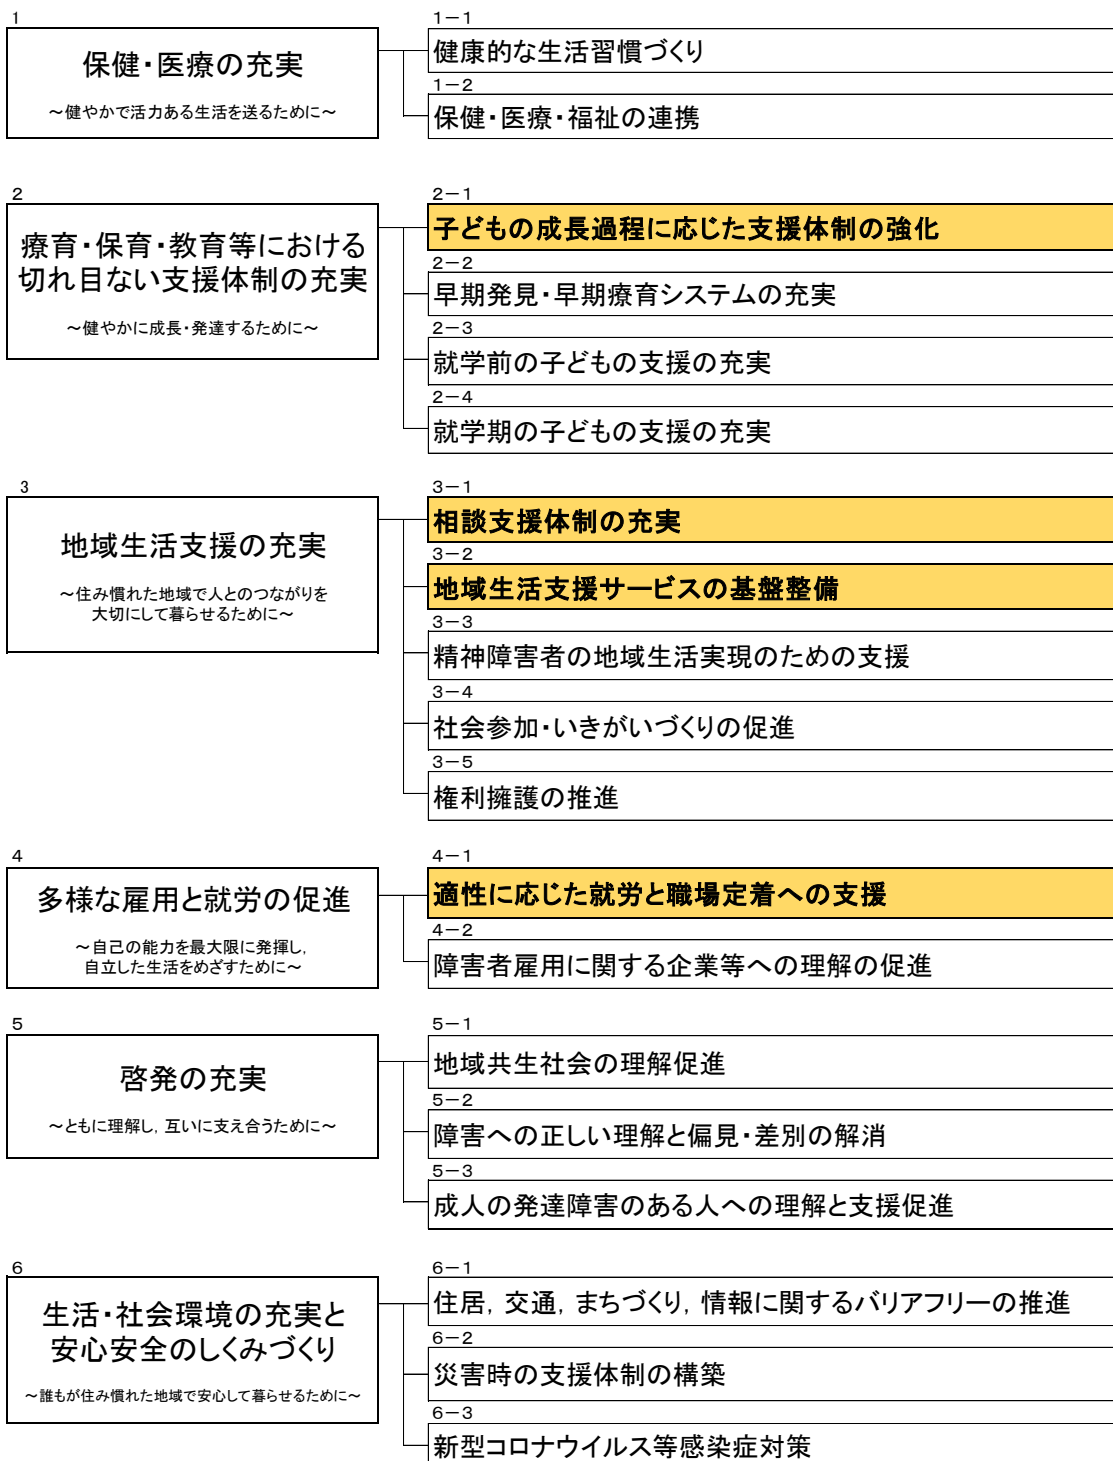 1
保健・医療の充実
～健やかで活力ある生活を送るために～
1－1
健康的な生活習慣づくり
1－2
保健・医療・福祉の連携
2
療育・保育・教育等における
切れ目ない支援体制の充実
～健やかに成長・発達するために～
2－1
子どもの成長過程に応じた支援体制の強化
2－2
早期発見・早期療育システムの充実
2－3
就学前の子どもの支援の充実
2－4
就学期の子どもの支援の充実
3
地域生活支援の充実
～住み慣れた地域で人とのつながりを
大切にして暮らせるために～
3－1
相談支援体制の充実
3－2
地域生活支援サービスの基盤整備
3－3
精神障害者の地域生活実現のための支援
3－4
社会参加・いきがいづくりの促進
3－5
権利擁護の推進
4
多様な雇用と就労の促進
～自己の能力を最大限に発揮し，
自立した生活をめざすために～
4－1
適性に応じた就労と職場定着への支援
4－2
障害者雇用に関する企業等への理解の促進
5
啓発の充実
～ともに理解し，互いに支え合うために～
5－1
地域共生社会の理解促進
5－2
障害への正しい理解と偏見・差別の解消
5－3
成人の発達障害のある人への理解と支援促進
6
生活・社会環境の充実と
安心安全のしくみづくり
～誰もが住み慣れた地域で安心して暮らせるために～
6－1
住居，交通，まちづくり，情報に関するバリアフリーの推進
6－2
災害時の支援体制の構築
6－3
新型コロナウイルス等感染症対策